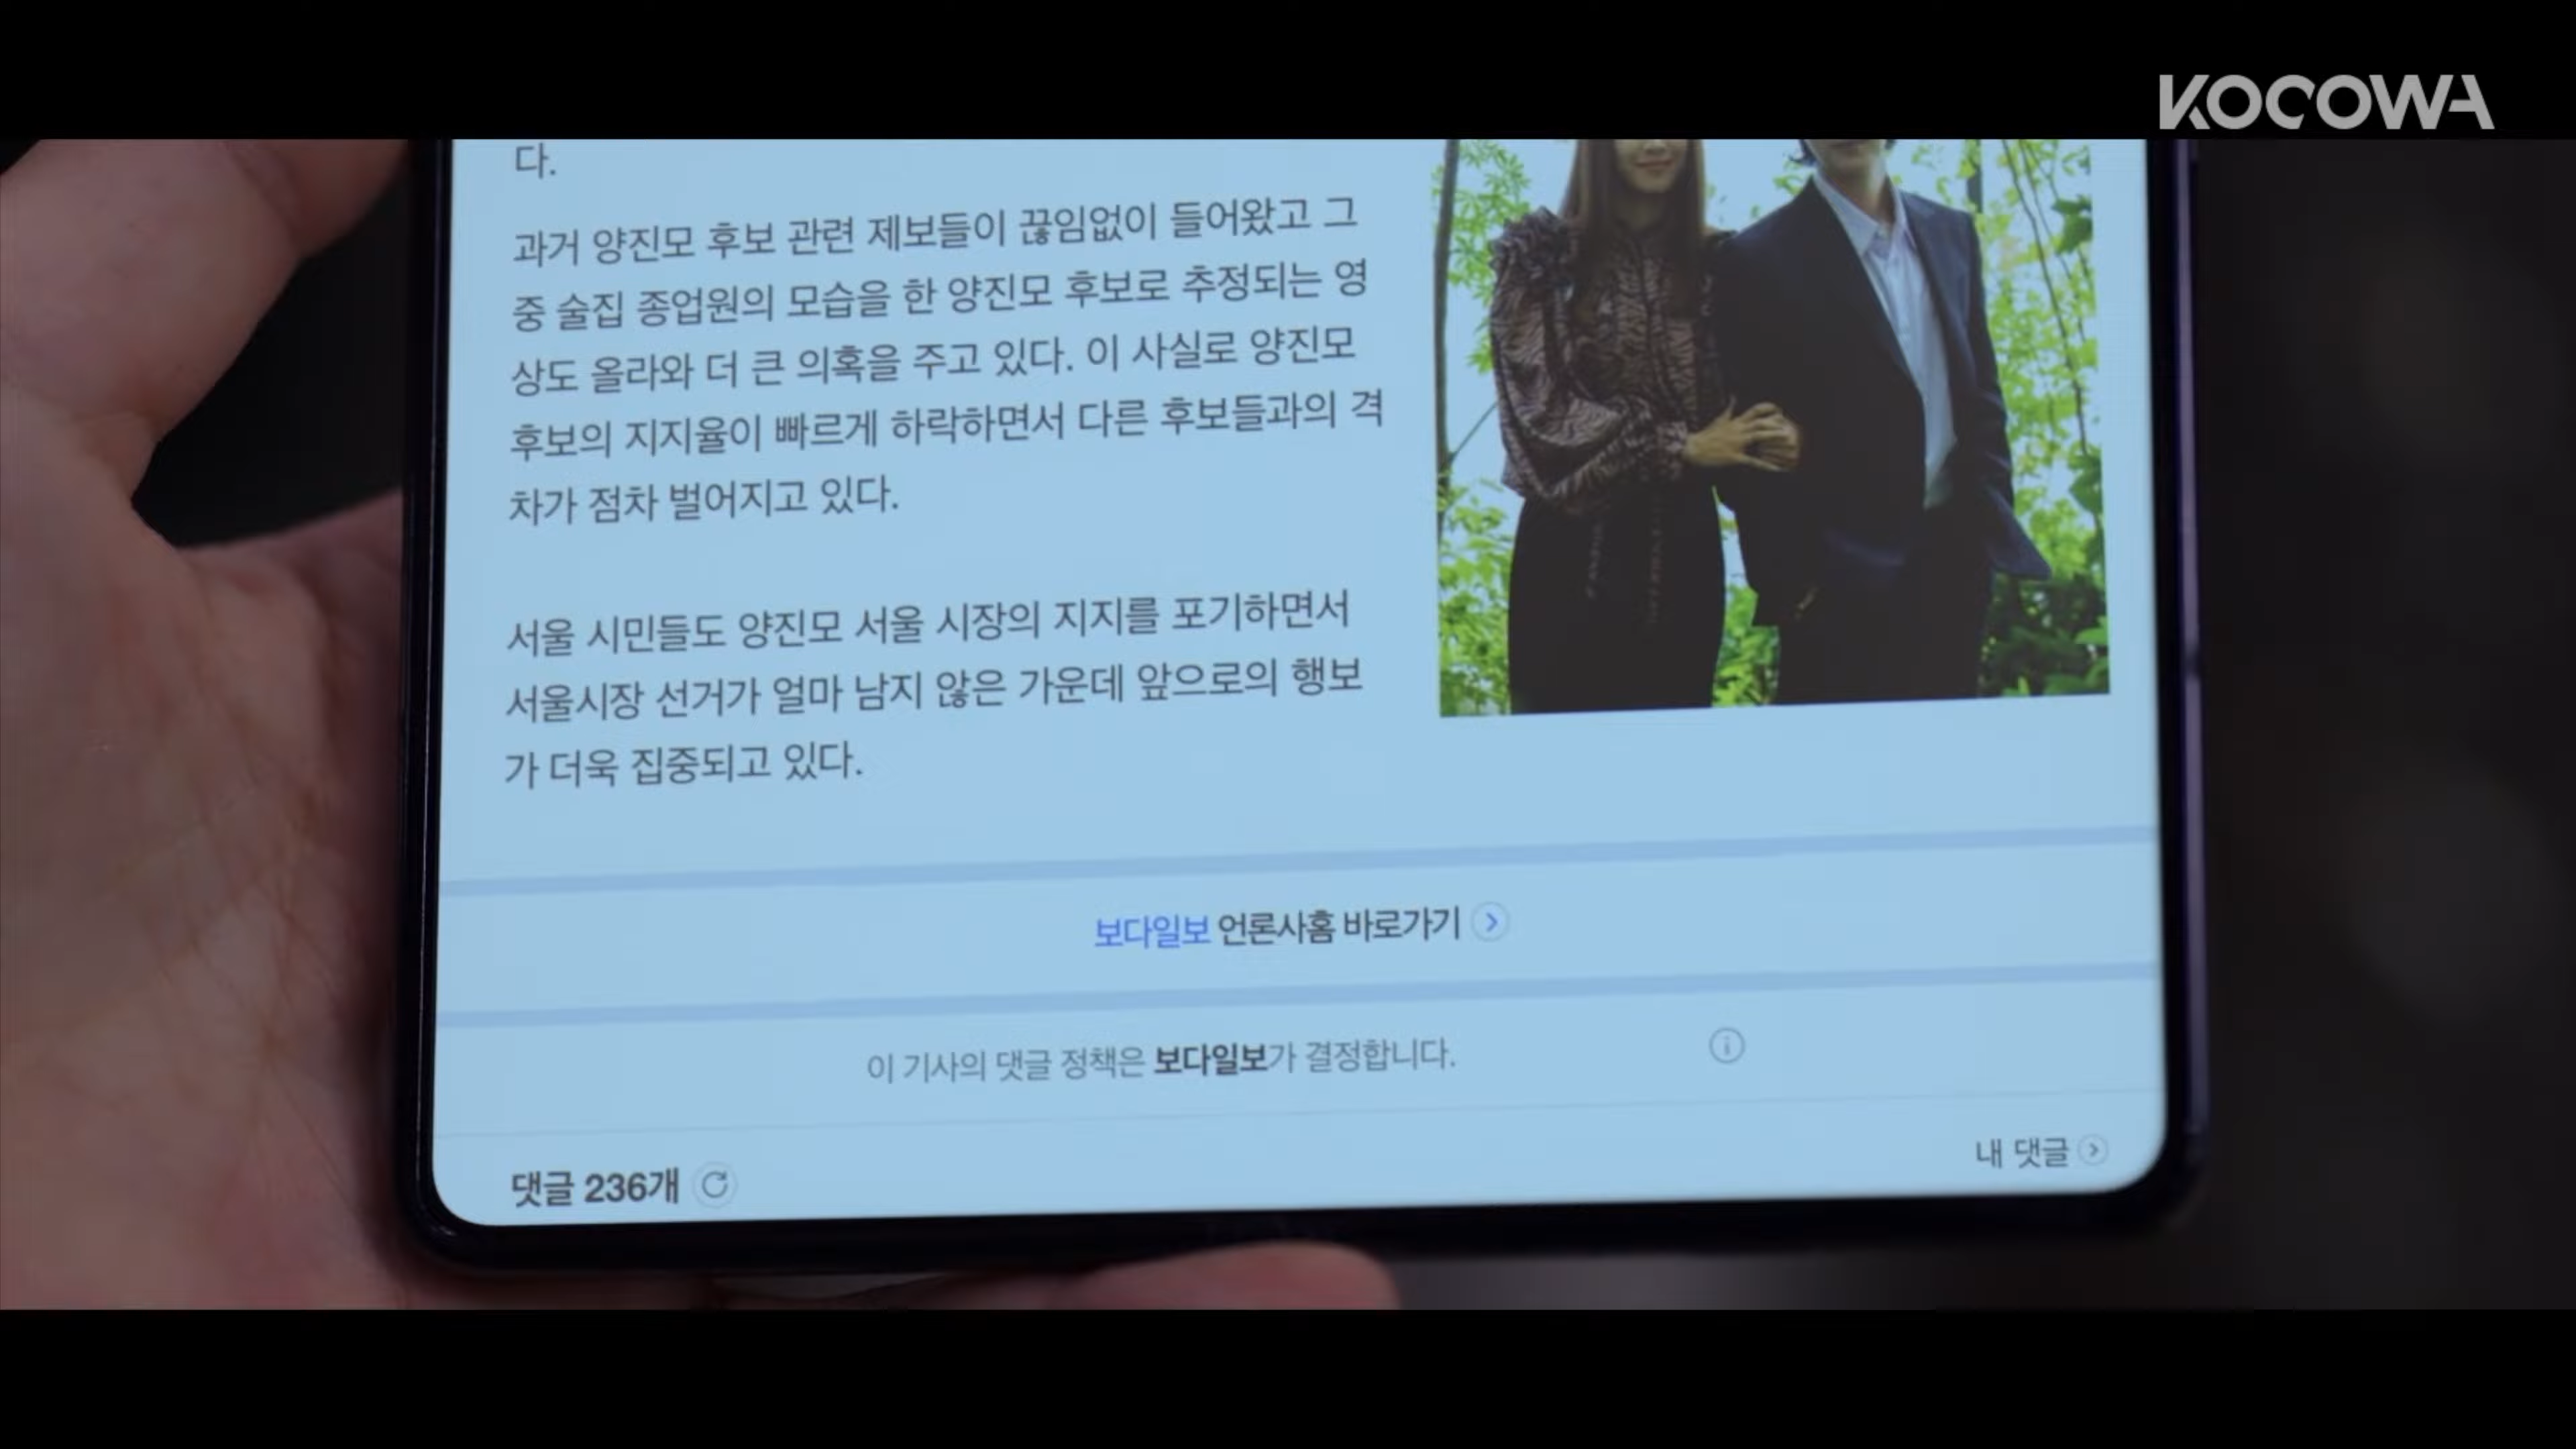 KOCOWA
다.
과거 양진모 후보 관련 제보들이 끊임없이 들어왔고 그
중 술집 종업원의 모습을 한 양진모 후보로 추정되는 영
상도 올라와 더 큰 의혹을 주고 있다. 이 사실로 양진모
후보의 지지율이 빠르게 하락하면서 다른 후보들과의 격
차가 점차 벌어지고 있다.
서울 시민들도 양진모 서울 시장의 지지를 포기하면서
서울시장 선거가 얼마 남지 않은 가운데 앞으로의 행보
가 더욱 집중되고 있다.
보다일보 언론사홈 바로가기
이 기사의 댓글 정책은 보다일보가 결정합니다.
댓글 236개
내 댓글